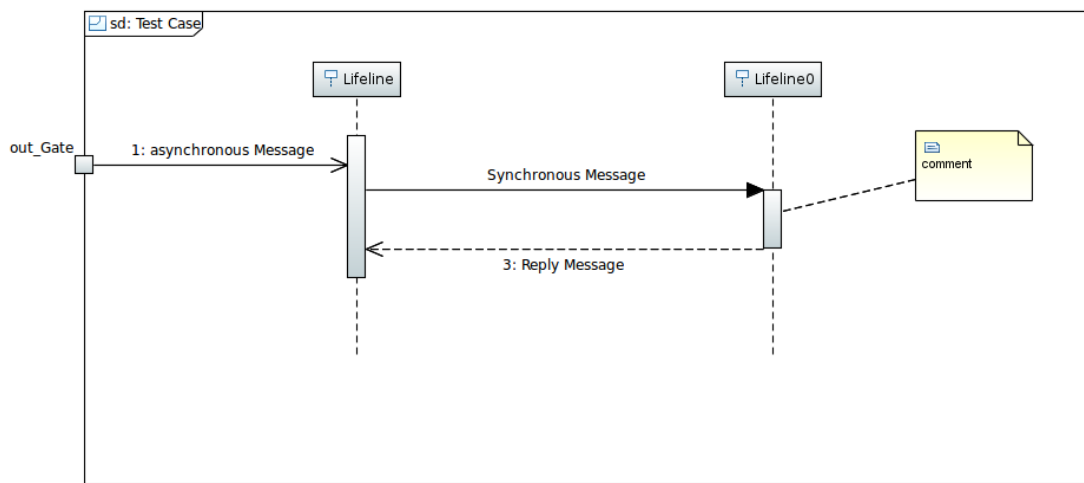 sd: Test Case
Lifeline
Lifeline0
out_Gate
1: asynchronous Message
comment
Synchronous Message
3: Reply Message